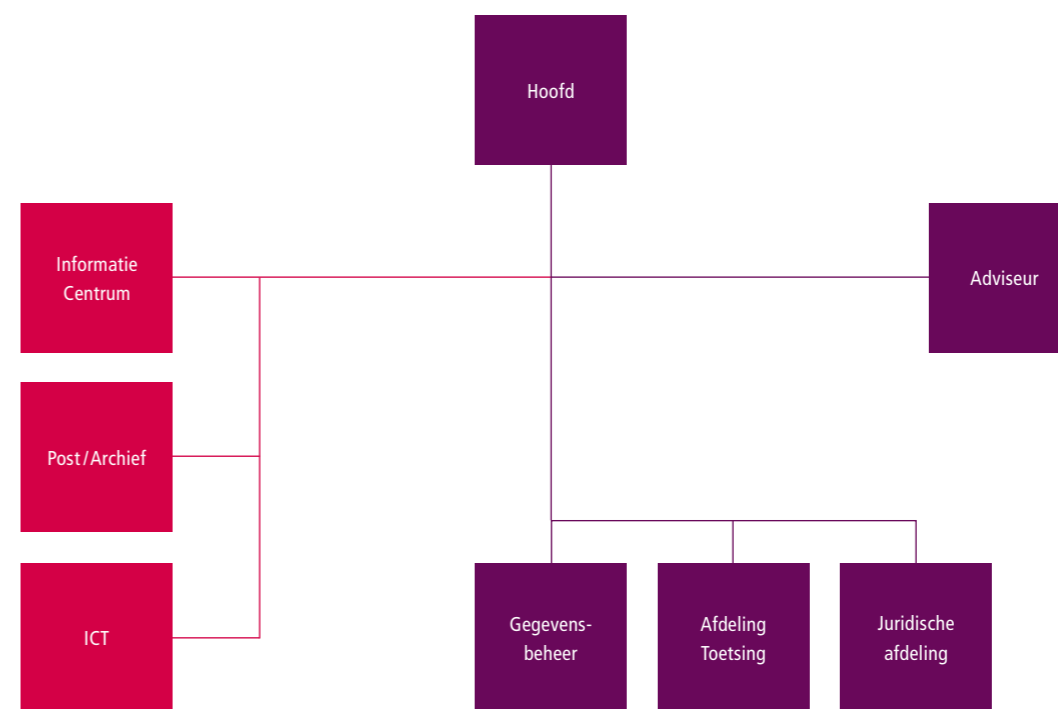 Hoofd
Informatie
Centrum
Adviseur
Post/Archief
ICT
Gegevens-
beheer
Afdeling
Toetsing
Juridische
afdeling